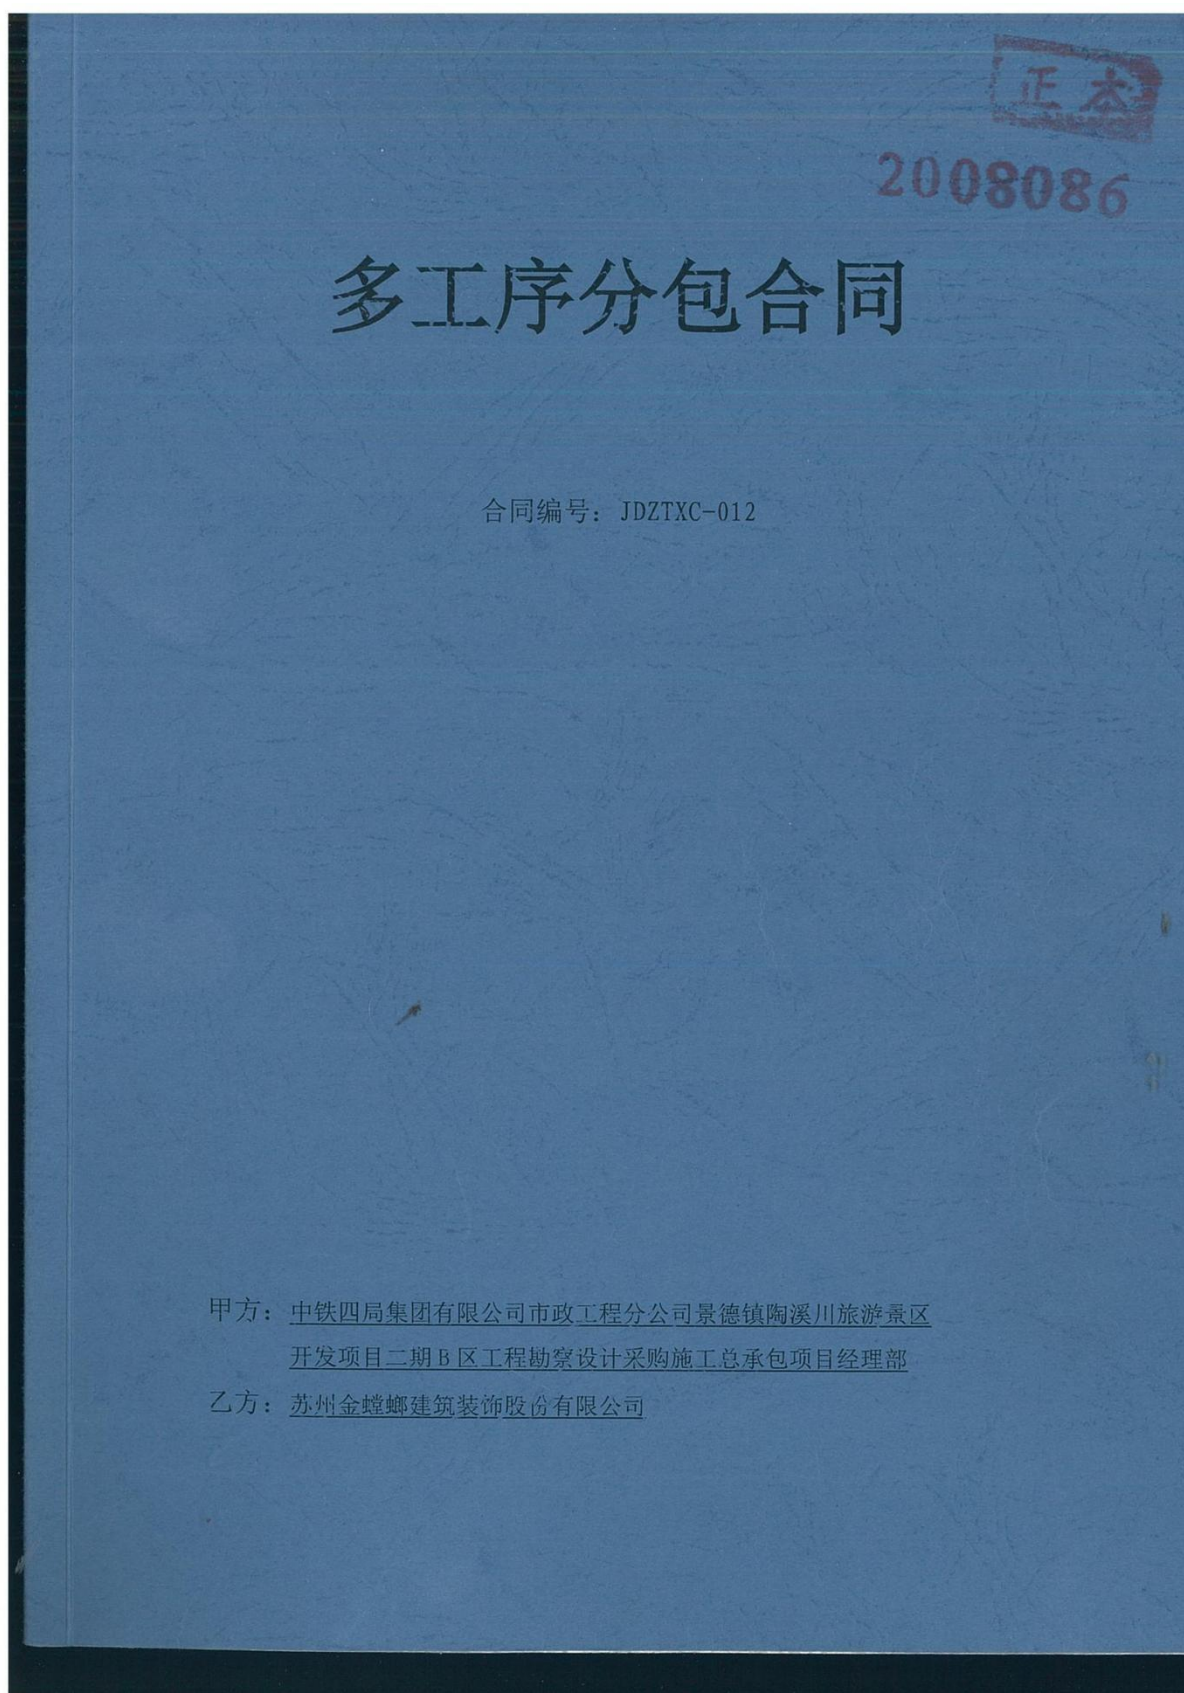 正本
2008086
多工序分包合同
合同编号：JDZTXC-012
甲方：中铁四局集团有限公司市政工程分公司景德镇陶溪川旅游景区
开发项目二期B区工程勘察设计采购施工总承包项目经理部
乙方：苏州金螳螂建筑装饰股份有限公司